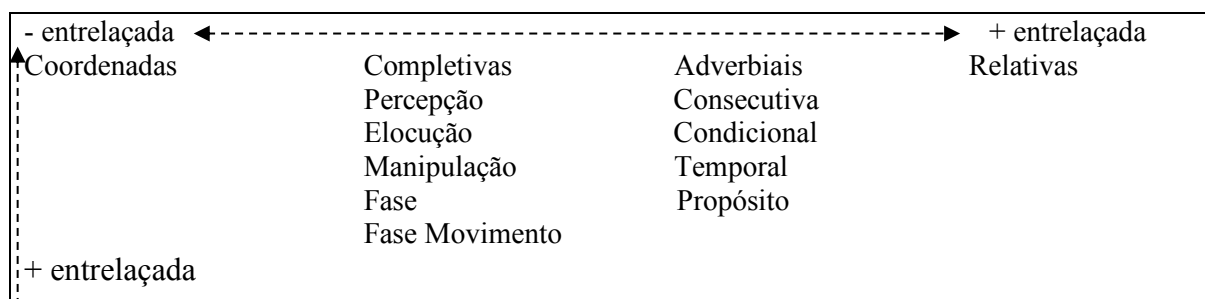 - entrelaçada + entrelaçada
Coordenadas Completivas Adverbiais Relativas
Percepção Consecutiva
Elocução Condicional
Manipulação Temporal
Fase Propósito
Fase Movimento
+ entrelaçada